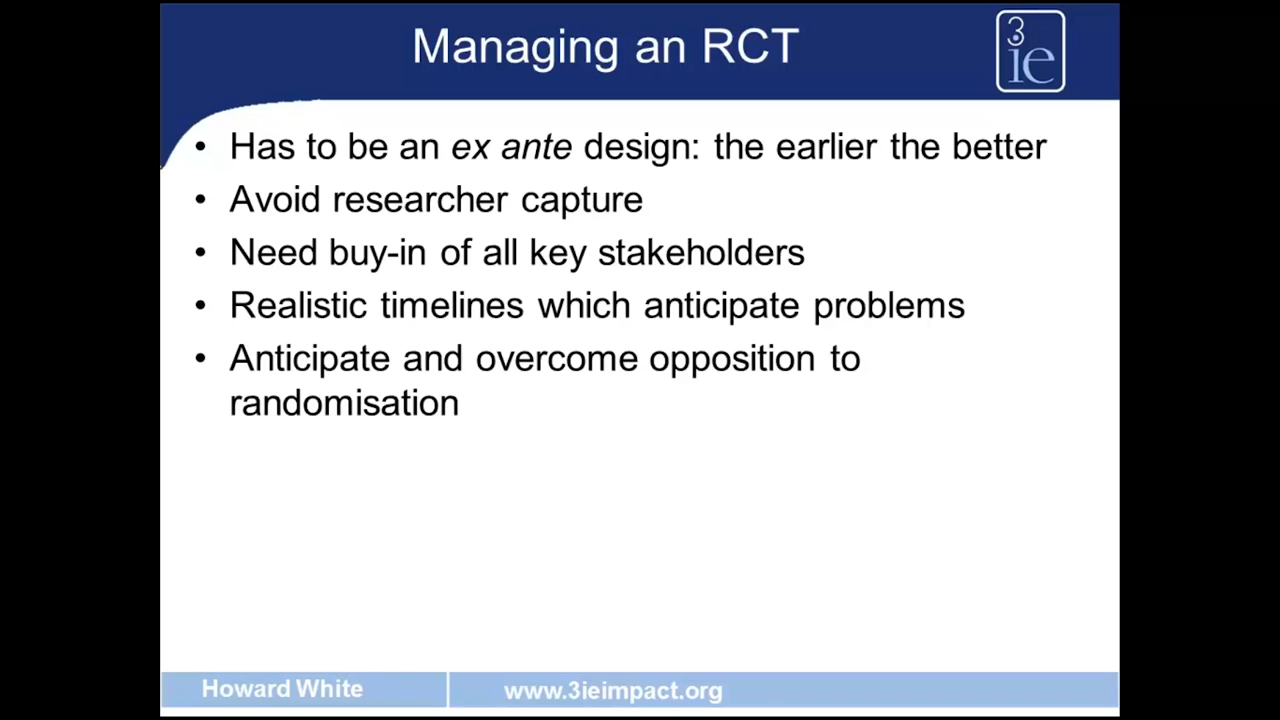 Managing an RCT
3
ie
• Has to be an ex ante design: the earlier the better
• Avoid researcher capture
• Need buy-in of all key stakeholders
• Realistic timelines which anticipate problems
• Anticipate and overcome opposition to
randomisation
Howard White
www.3ieimpact.org